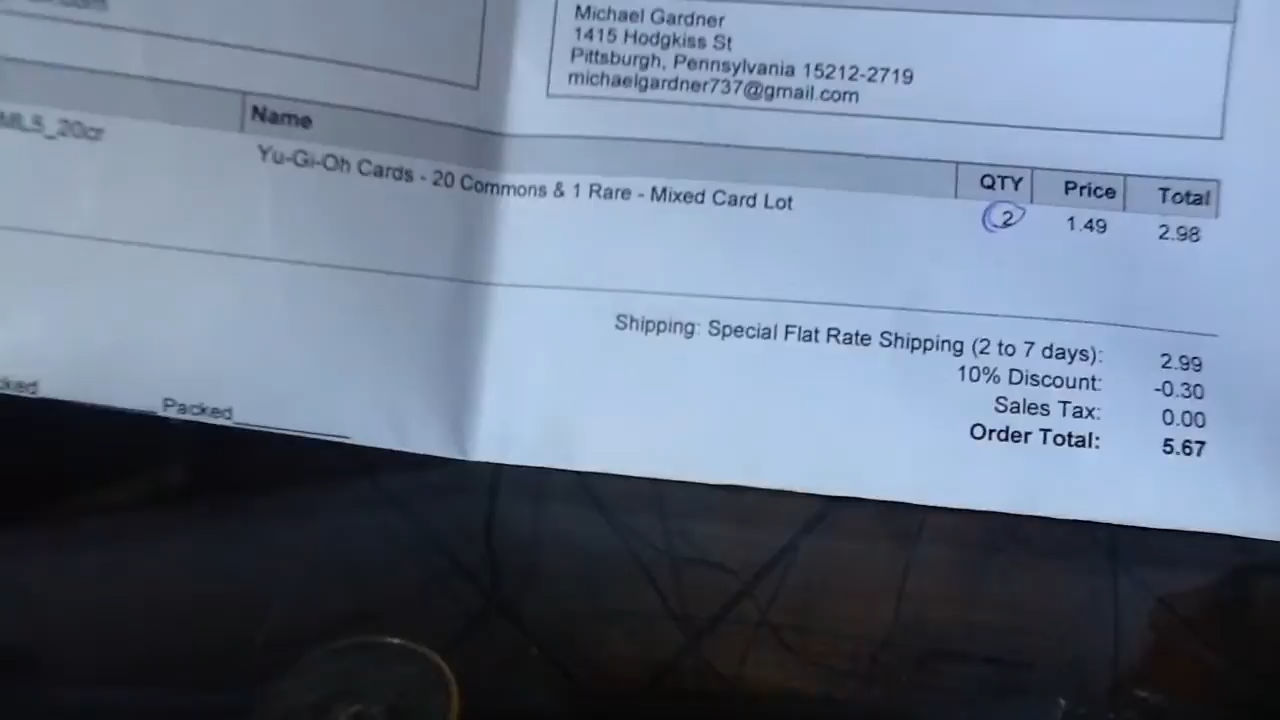 Michael Gardner
1415 Hodgkiss St
Pittsburgh, Pennsylvania 15212-2719
michaelgardner737@gmail.com
Name QTY Price Total
Yu-Gi-Oh Cards - 20 Commons & 1 Rare - Mixed Card Lot 2 1.49 2.98
Shipping: Special Flat Rate Shipping (2 to 7 days): 2.99
10% Discount: -0.30
Sales Tax: 0.00
Order Total: 5.67
Packed